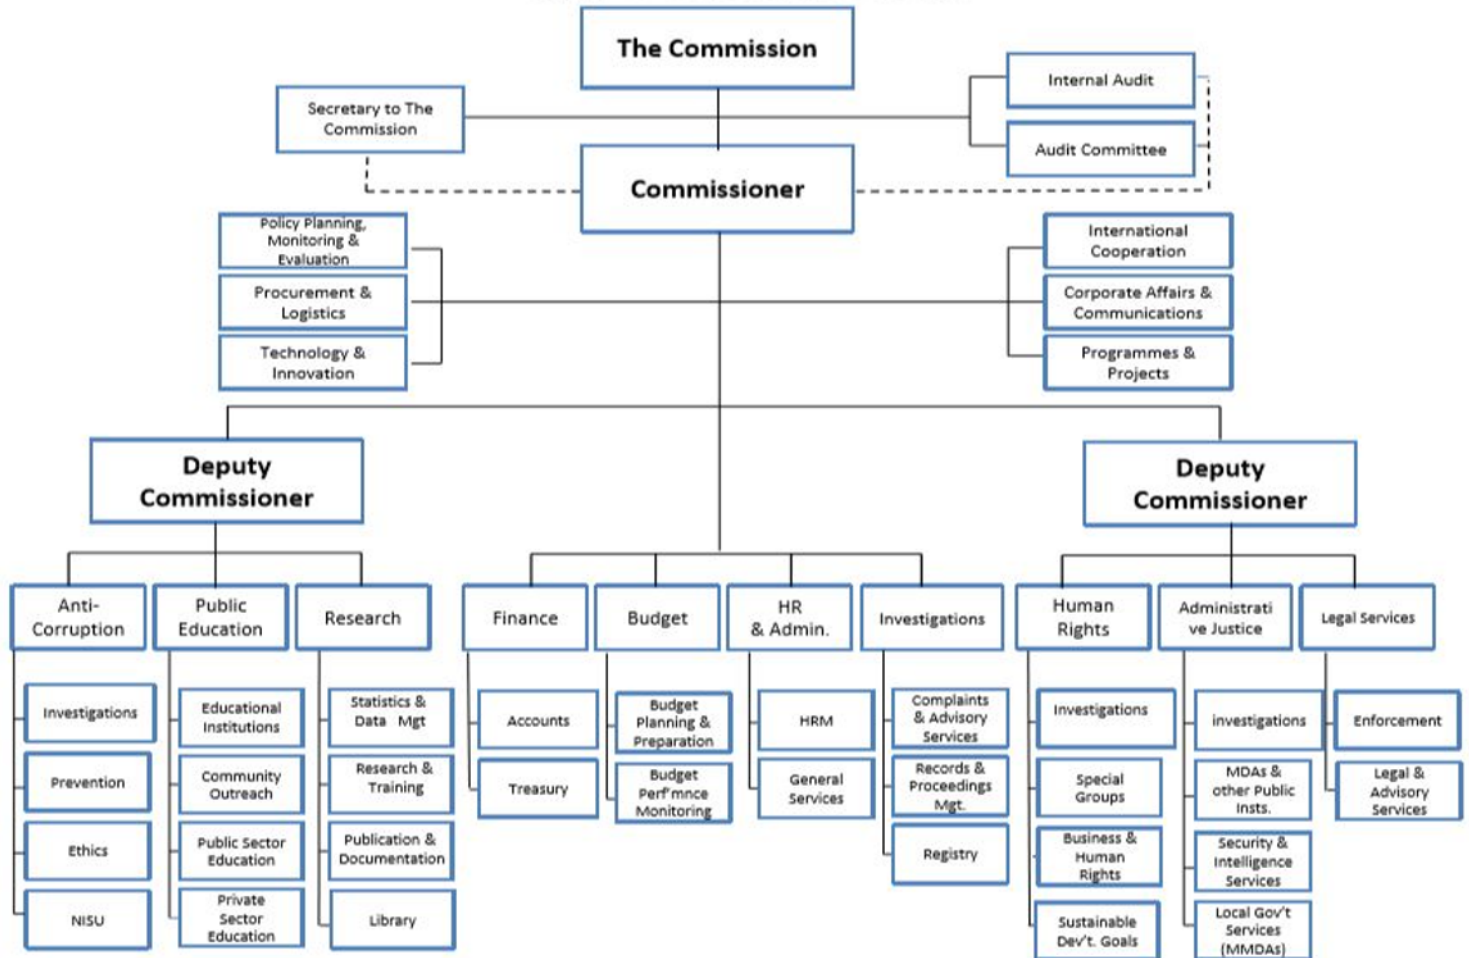 The Commission
Internal Audit
Secretary to The
Commission
Audit Committee
Commissioner
Policy Planning,
Monitoring &
Evaluation
International
Cooperation
Procurement &
Logistics
Corporate Affairs &
Communications
Technology &
Innovation
Programmes &
Projects
Deputy
Commissioner
Deputy
Commissioner
Anti-
Corruption
Public
Education
Research
Finance
Budget
HR
& Admin.
Investigations
Human
Rights
Administrati
ve Justice
Legal Services
Investigations
Prevention
Ethics
NISU
Educational
Institutions
Community
Outreach
Public Sector
Education
Private
Sector
Education
Statistics &
Data Mgt
Research &
Training
Publication &
Documentation
Library
Accounts
Treasury
Budget
Planning &
Preparation
Budget
Perf'mnce
Monitoring
HRM
General
Services
Complaints
& Advisory
Services
Records &
Proceedings
Mgt.
Registry
Investigations
Special
Groups
Business &
Human
Rights
Sustainable
Dev't. Goals
investigations
MDAs &
other Public
Insts.
Security &
Intelligence
Services
Local Gov't
Services
(MMDAs)
Enforcement
Legal &
Advisory
Services